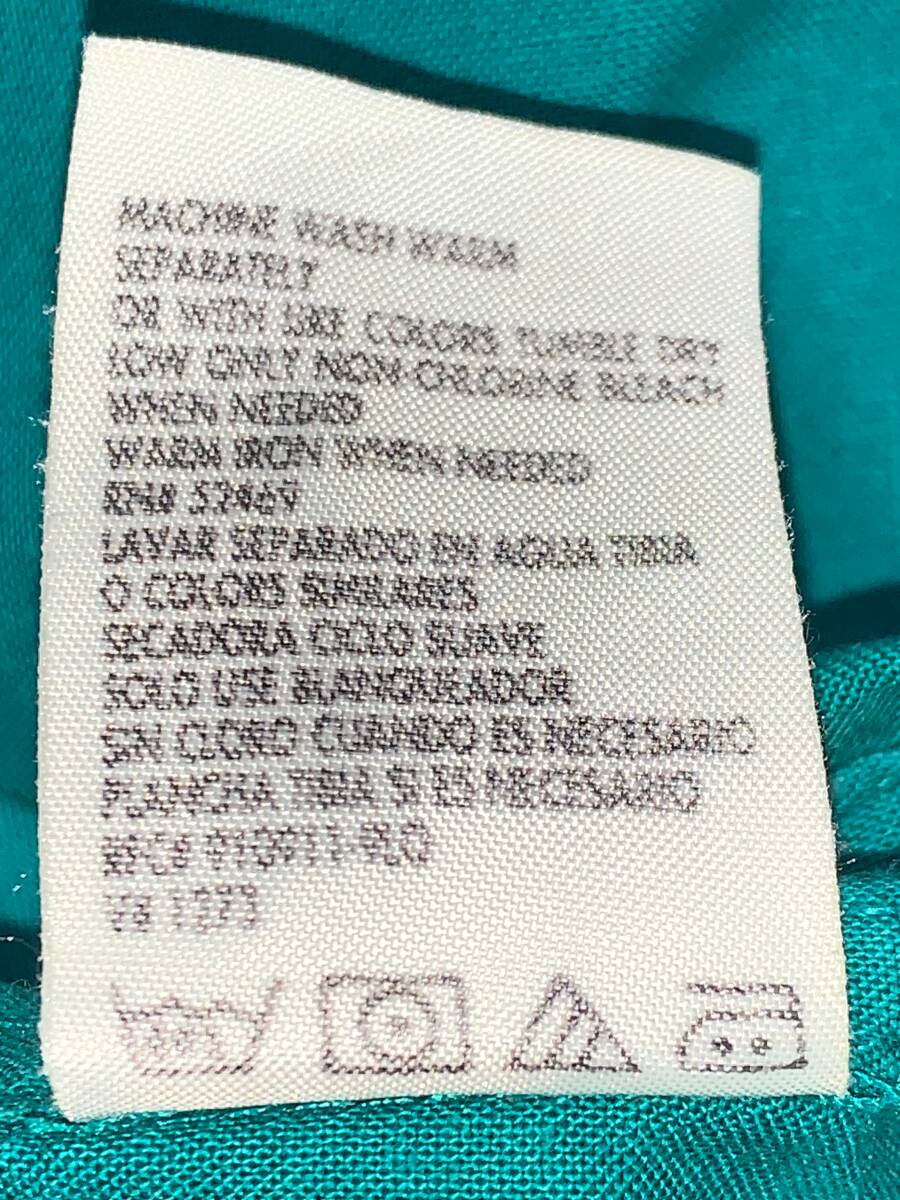 MACHINE WASH WARM
SEPARATELY
OR WITH LIKE COLORS TUMBLE DRY
LOW ONLY NON-CHLORINE BLEACH
WHEN NEEDED
WARM IRON WHEN NEEDED
RN# 52469
LAVAR SEPARADO EN AGUA TIBIA
O COLORS SIMILARES
SECADORA CICLO SUAVE
SOLO USE BLANQUEADOR
SIN CLORO CUANDO ES NECESARIO
PLANCHA TIBIA SI ES NECESARIO